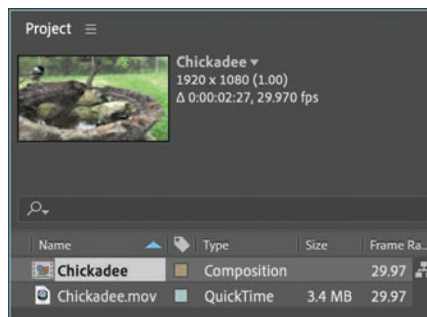 Project
Chickadee
1920 x 1080 (1.00)
Δ 0:00:02:27, 29.970 fps
Name Type Size Frame Ra...
Chickadee Composition 29.97
Chickadee.mov QuickTime 3.4 MB 29.97